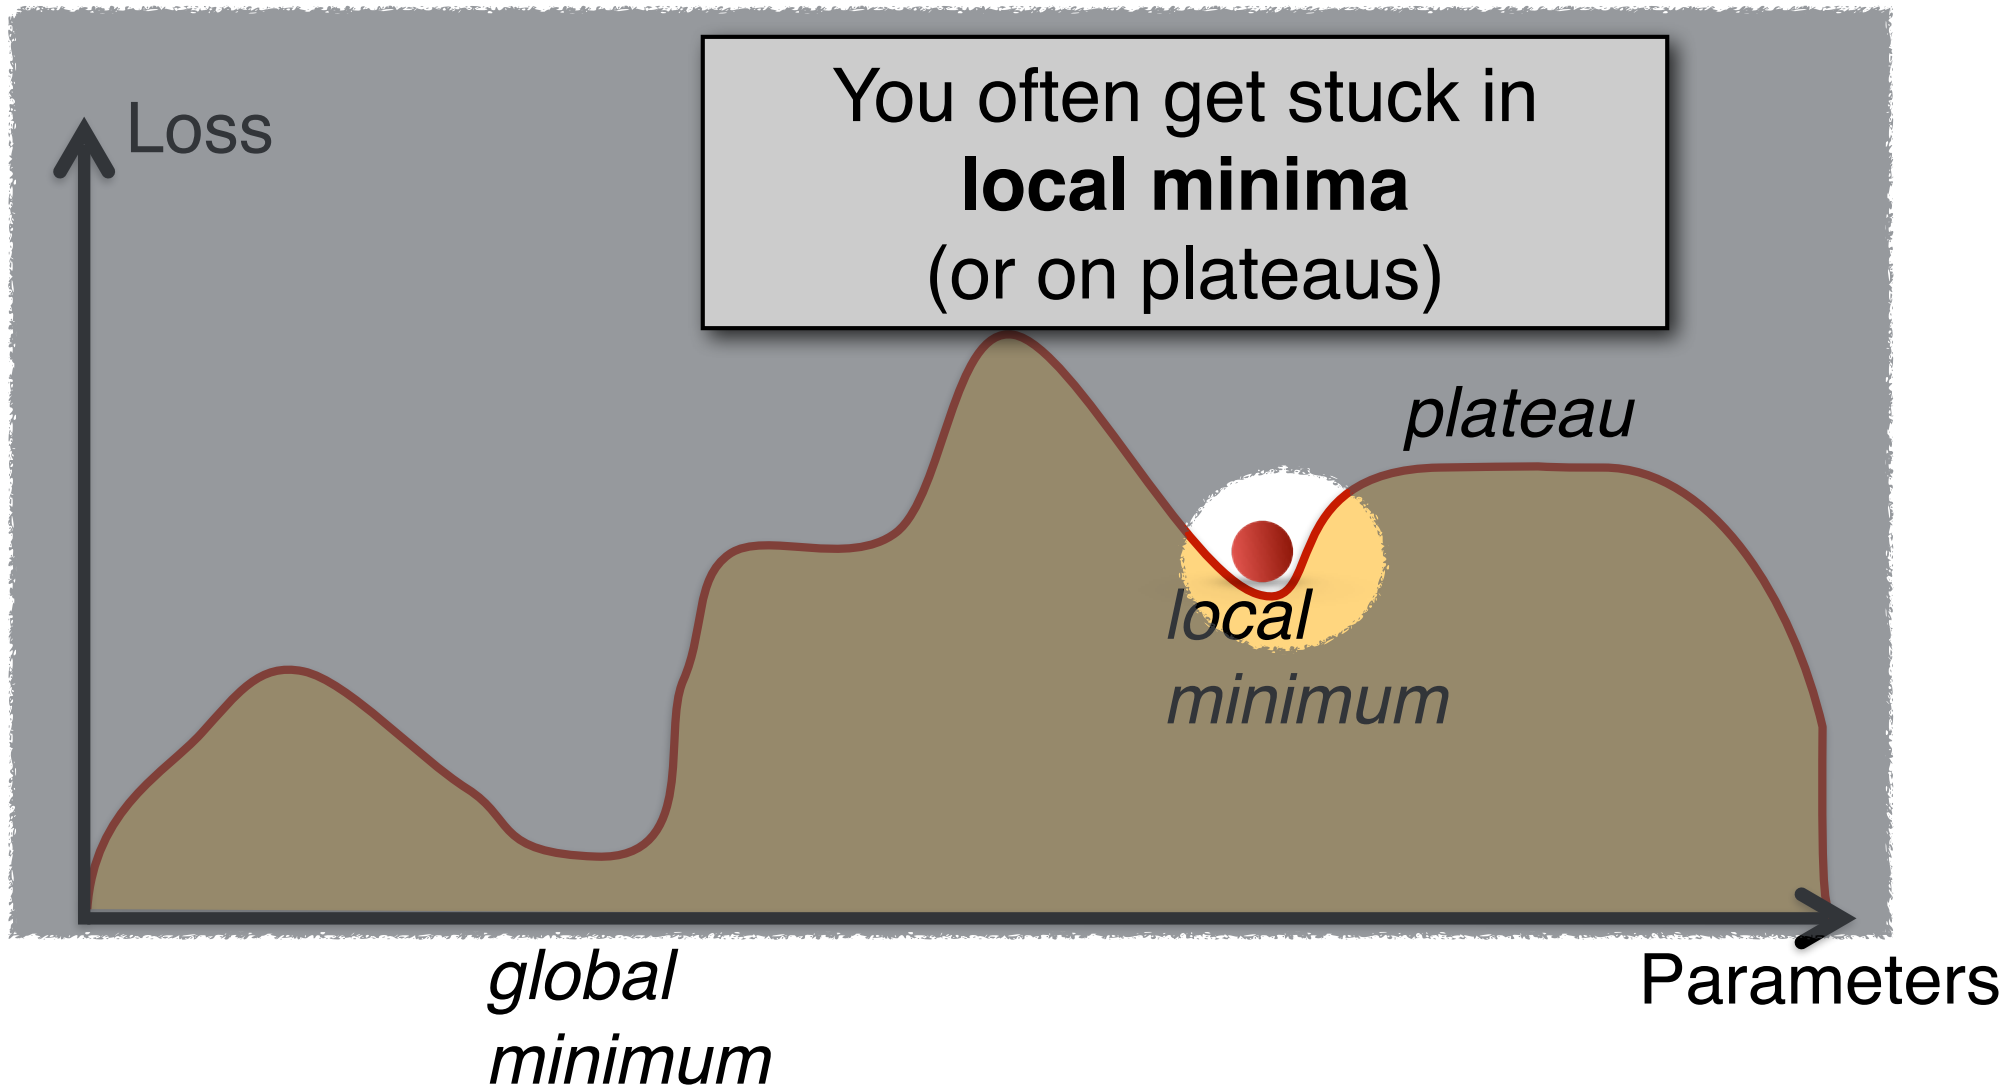 You often get stuck in
local minima
(or on plateaus)
Loss
plateau
local
minimum
global
minimum
Parameters